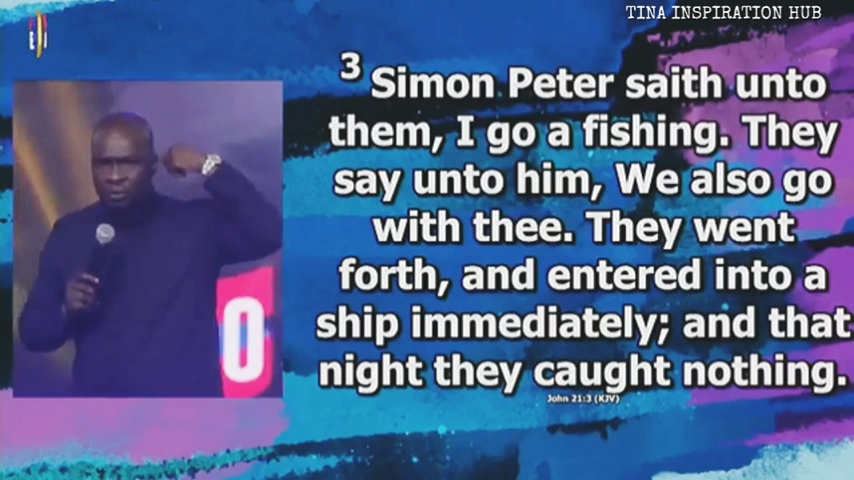 TINA INSPIRATION HUB
3 Simon Peter saith unto
them, I go a fishing. They
say unto him, We also go
with thee. They went
forth, and entered into a
ship immediately; and that
night they caught nothing.
John 21:3 (KJV)
O